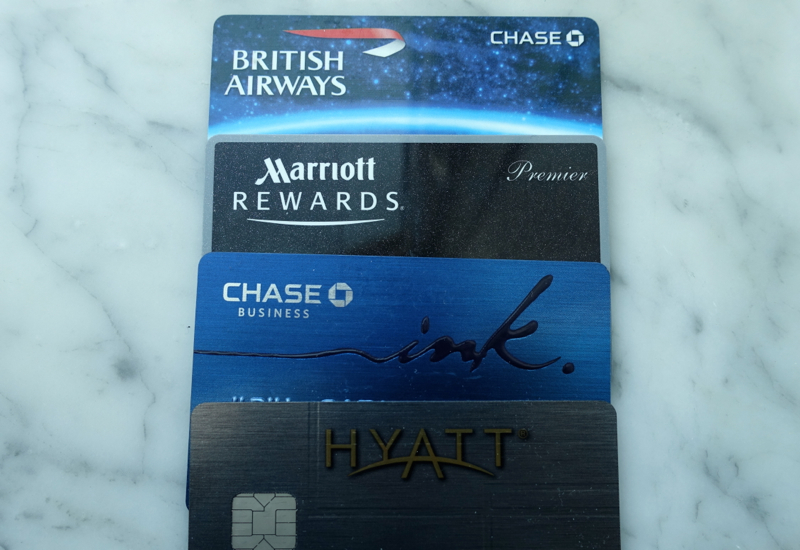 BRITISH AIRWAYS
CHASE
Marriott
REWARDS.
Premier
CHASE
BUSINESS
ink.
HYATT